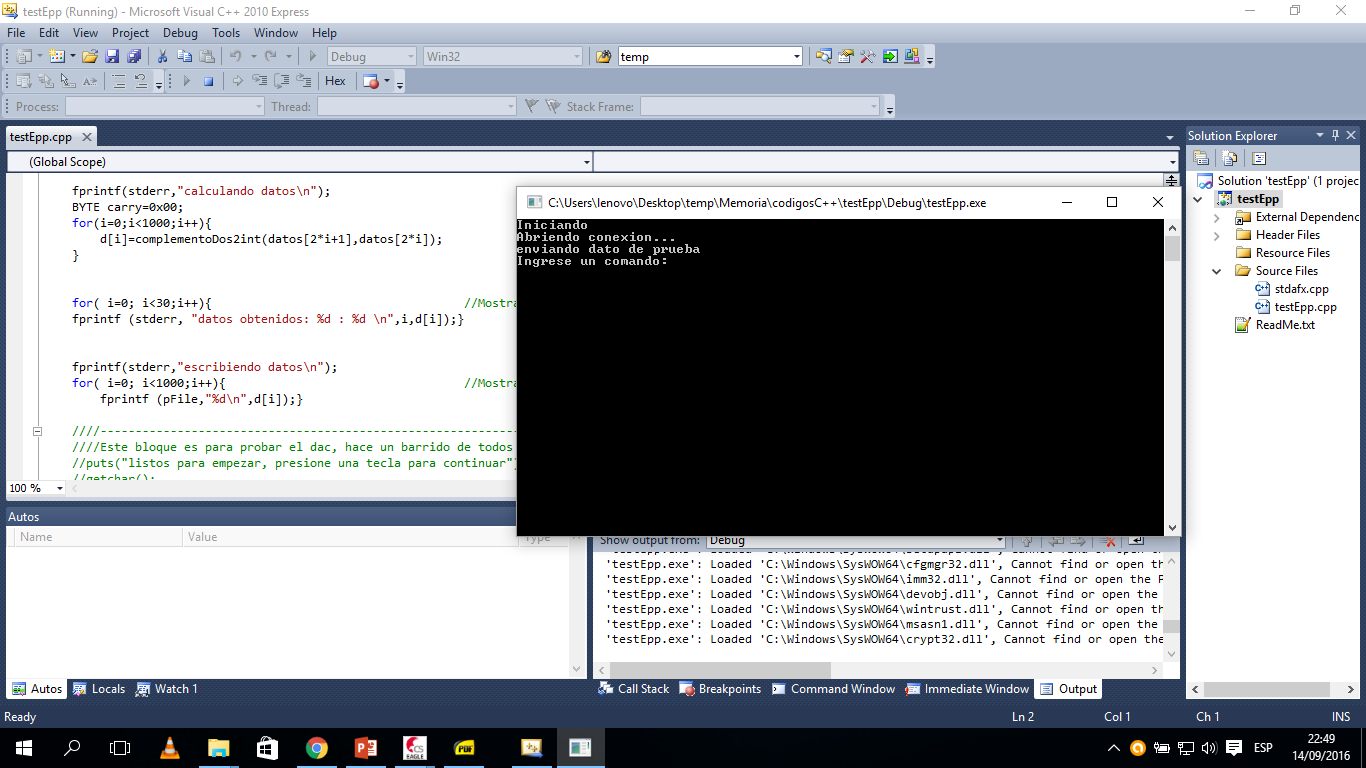 testEpp (Running) - Microsoft Visual C++ 2010 Express
File Edit View Project Debug Tools Window Help
Debug Win32 temp
Hex
Process: Thread: Stack Frame:
testEpp.cpp
(Global Scope)
fprintf(stderr,"calculando datos\n");
BYTE carry=0x00;
for(i=0;i<1000;i++){
d[i]=complementoDos2int(datos[2*i+1],datos[2*i]);
}
for( i=0; i<30;i++){ //Mostra
fprintf (stderr, "datos obtenidos: %d : %d \n",i,d[i]);}
fprintf(stderr,"escribiendo datos\n");
for( i=0; i<1000;i++){ //Mostra
fprintf (pFile,"%d\n",d[i]);}
////--------------------------------------------------------
////Este bloque es para probar el dac, hace un barrido de todos
//puts("listos para empezar, presione una tecla para continuar")
//getchar();
100 %
C:\Users\lenovo\Desktop\temp\Memoria\codigosC++\testEpp\Debug\testEpp.exe
Iniciando
Abriendo conexion...
enviando dato de prueba
Ingrese un comando:
Solution Explorer
Solution 'testEpp' (1 projec
testEpp
External Dependenc
Header Files
Resource Files
Source Files
stdafx.cpp
testEpp.cpp
ReadMe.txt
Autos
Name Value Type
Autos Locals Watch 1
Show output from: Debug
'testEpp.exe': Loaded 'C:\Windows\SysWOW64\cfgmgr32.dll', Cannot find or open the
'testEpp.exe': Loaded 'C:\Windows\SysWOW64\imm32.dll', Cannot find or open the P
'testEpp.exe': Loaded 'C:\Windows\SysWOW64\devobj.dll', Cannot find or open the
'testEpp.exe': Loaded 'C:\Windows\SysWOW64\wintrust.dll', Cannot find or open th
'testEpp.exe': Loaded 'C:\Windows\SysWOW64\msasn1.dll', Cannot find or open the
'testEpp.exe': Loaded 'C:\Windows\SysWOW64\crypt32.dll', Cannot find or open the
Call Stack Breakpoints Command Window Immediate Window Output
Ready Ln 2 Col 1 Ch 1 INS
ESP
22:49
14/09/2016